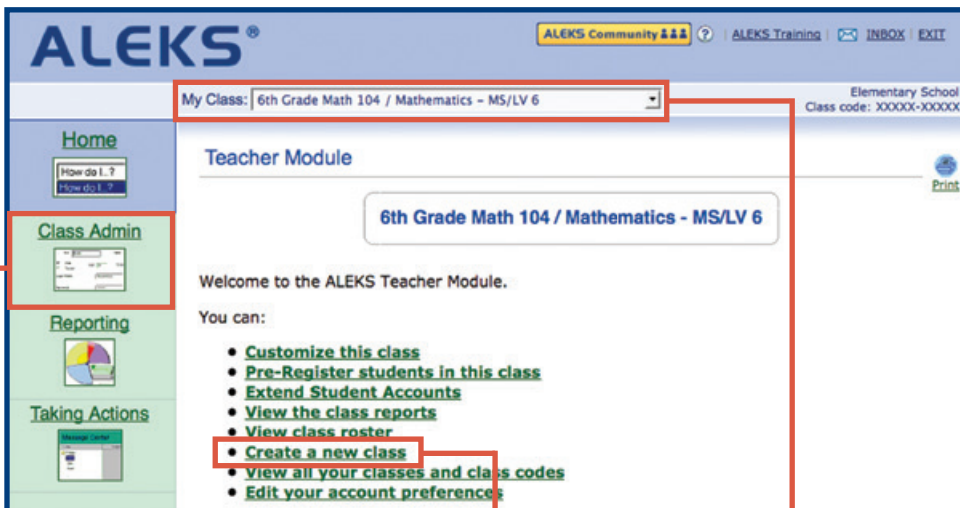 ALEKS®
ALEKS Community ? ALEKS Training INBOX EXIT
My Class: 6th Grade Math 104 / Mathematics – MS/LV 6
Elementary School
Class code: XXXXX-XXXXX
Home
How do I..?
How do I..?
Class Admin
Reporting
Taking Actions
Message Center
Teacher Module
Print
6th Grade Math 104 / Mathematics - MS/LV 6
Welcome to the ALEKS Teacher Module.
You can:
• Customize this class
• Pre-Register students in this class
• Extend Student Accounts
• View the class reports
• View class roster
• Create a new class
• View all your classes and class codes
• Edit your account preferences